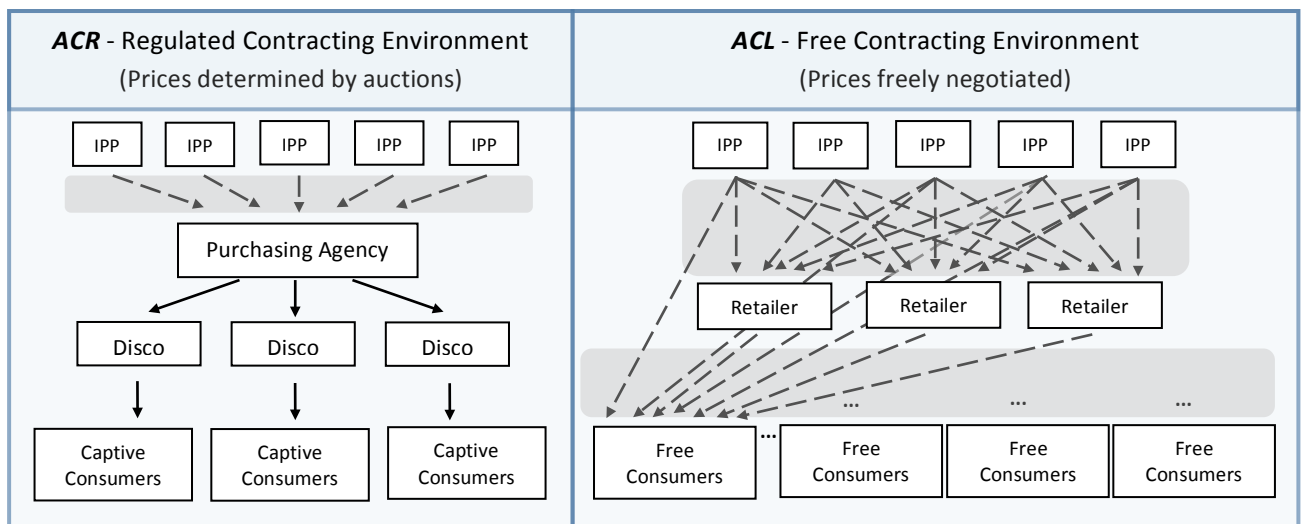 ACR - Regulated Contracting Environment
(Prices determined by auctions)
IPP
IPP
IPP
IPP
IPP
Purchasing Agency
Disco
Disco
Disco
Captive
Consumers
Captive
Consumers
Captive
Consumers
ACL - Free Contracting Environment
(Prices freely negotiated)
IPP
IPP
IPP
IPP
IPP
Retailer
Retailer
Retailer
...
...
...
...
Free
Consumers
Free
Consumers
Free
Consumers
Free
Consumers